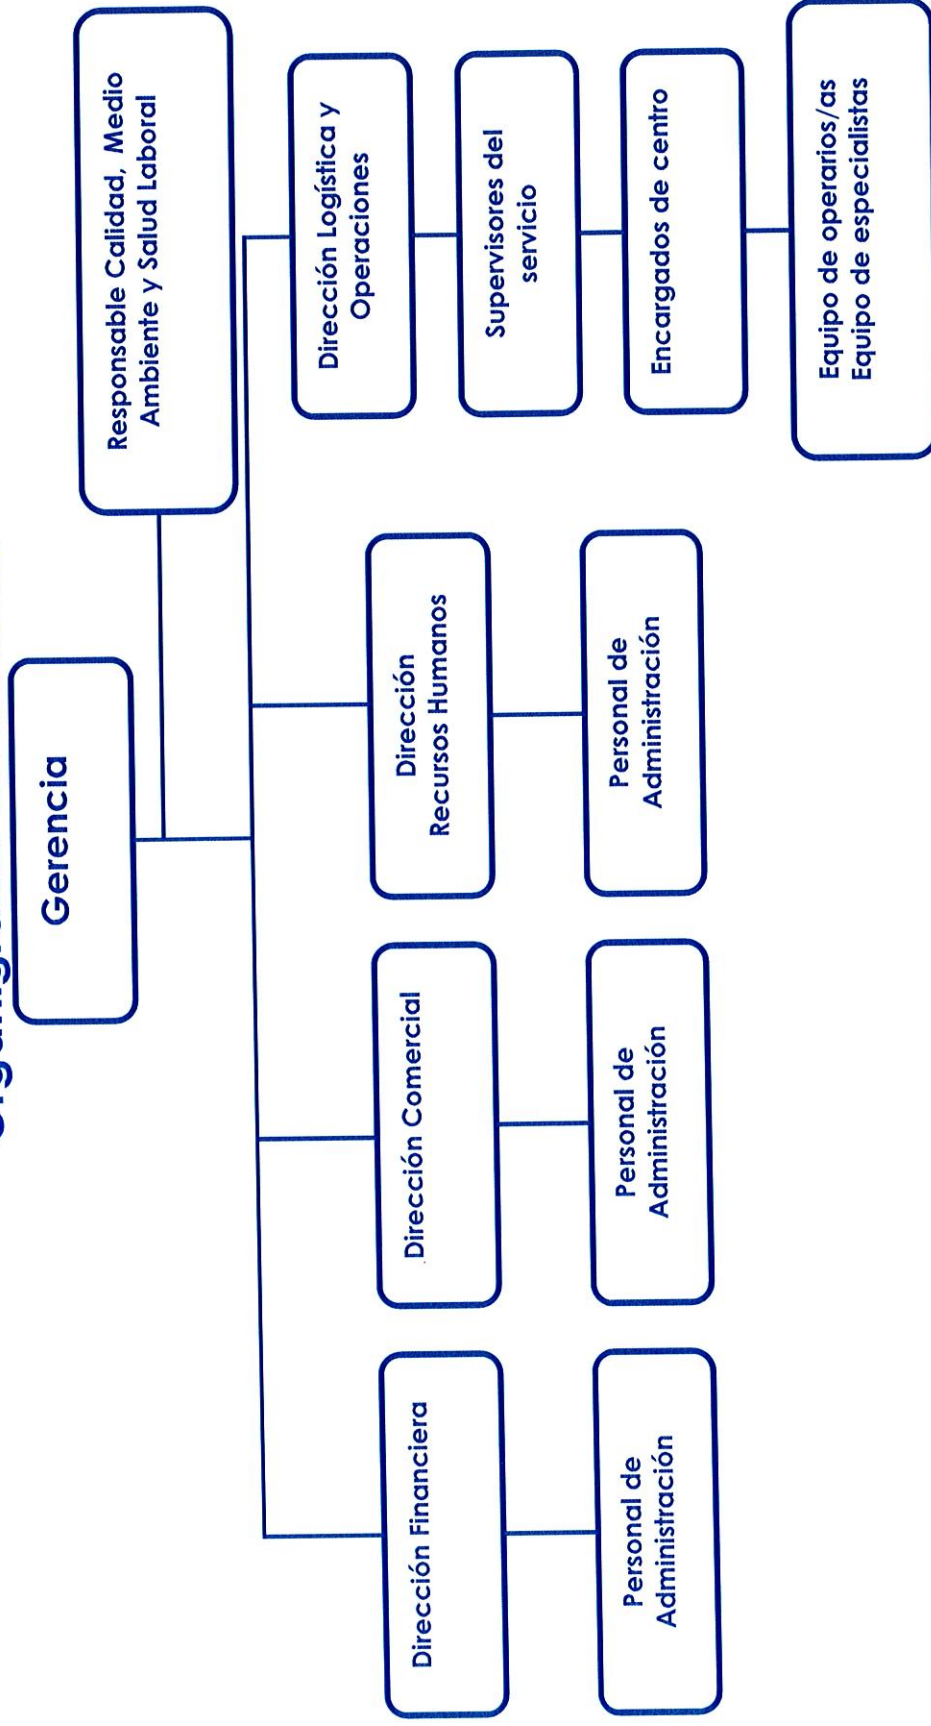 Gerencia
Responsable Calidad, Medio
Ambiente y Salud Laboral
Dirección Financiera
Personal de
Administración
Dirección Comercial
Personal de
Administración
Dirección
Recursos Humanos
Personal de
Administración
Dirección Logística y
Operaciones
Supervisores del
servicio
Encargados de centro
Equipo de operarios/as
Equipo de especialistas